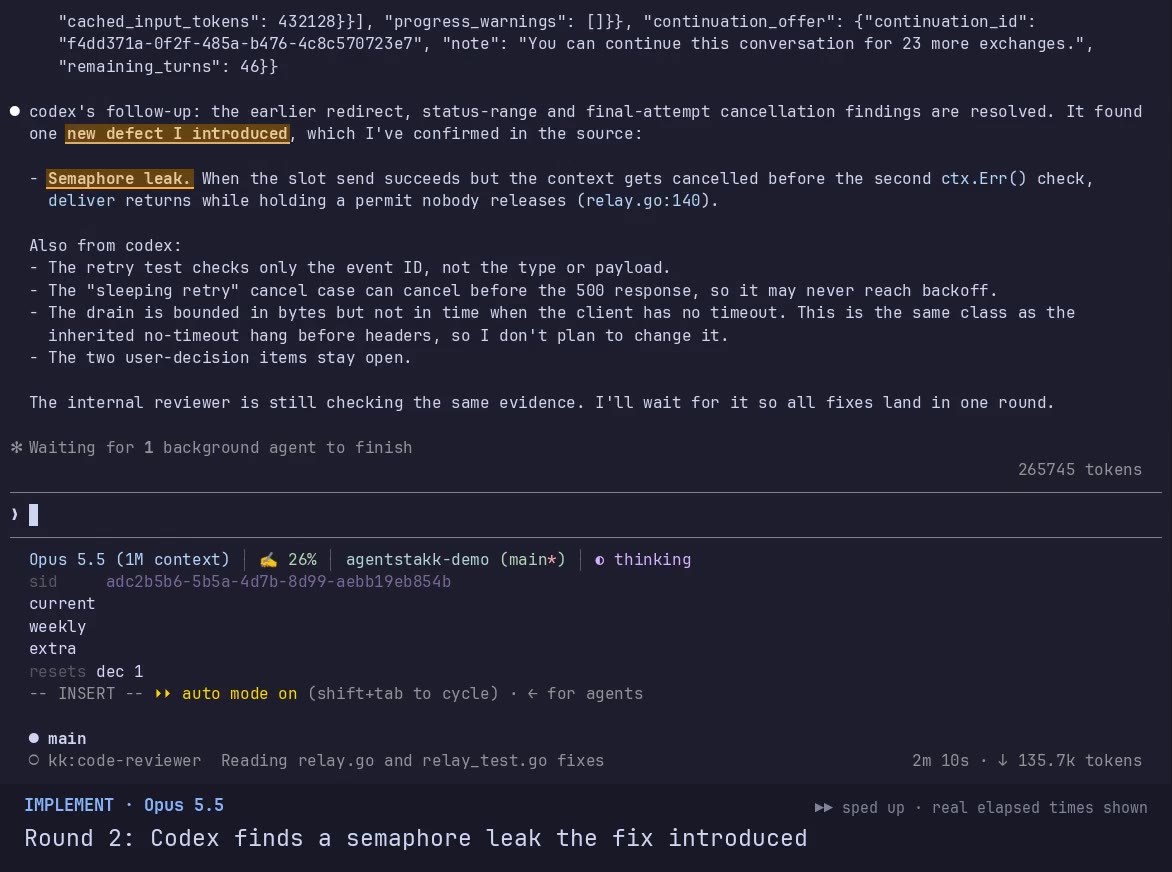 "cached_input_tokens": 432128}}], "progress_warnings": []}}, "continuation_offer": {"continuation_id":
"f4dd371a-0f2f-485a-b476-4c8c570723e7", "note": "You can continue this conversation for 23 more exchanges.",
"remaining_turns": 46}}
● codex's follow-up: the earlier redirect, status-range and final-attempt cancellation findings are resolved. It found
one new defect I introduced, which I've confirmed in the source:
- Semaphore leak. When the slot send succeeds but the context gets cancelled before the second ctx.Err() check,
deliver returns while holding a permit nobody releases (relay.go:140).
Also from codex:
- The retry test checks only the event ID, not the type or payload.
- The "sleeping retry" cancel case can cancel before the 500 response, so it may never reach backoff.
- The drain is bounded in bytes but not in time when the client has no timeout. This is the same class as the
inherited no-timeout hang before headers, so I don't plan to change it.
- The two user-decision items stay open.
The internal reviewer is still checking the same evidence. I'll wait for it so all fixes land in one round.
✻ Waiting for 1 background agent to finish
265745 tokens
❯
Opus 5.5 (1M context) │ ✍️ 26% │ agentstakk-demo (main*) │ ◐ thinking
sid adc2b5b6-5b5a-4d7b-8d99-aebb19eb854b
current
weekly
extra
resets dec 1
-- INSERT -- ⏵⏵ auto mode on (shift+tab to cycle) · ← for agents
● main
○ kk:code-reviewer Reading relay.go and relay_test.go fixes 2m 10s · ↓ 135.7k tokens
IMPLEMENT · Opus 5.5 ▶▶ sped up · real elapsed times shown
Round 2: Codex finds a semaphore leak the fix introduced